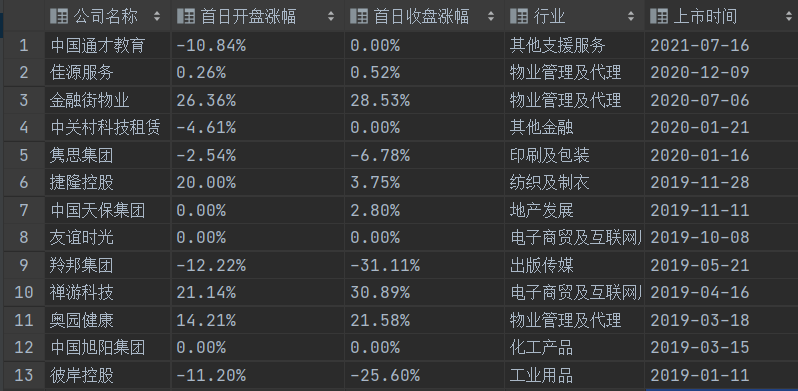 公司名称 首日开盘涨幅 首日收盘涨幅 行业 上市时间
1 中国通才教育 -10.84% 0.00% 其他支援服务 2021-07-16
2 佳源服务 0.26% 0.52% 物业管理及代理 2020-12-09
3 金融街物业 26.36% 28.53% 物业管理及代理 2020-07-06
4 中关村科技租赁 -4.61% 0.00% 其他金融 2020-01-21
5 隽思集团 -2.54% -6.78% 印刷及包装 2020-01-16
6 捷隆控股 20.00% 3.75% 纺织及制衣 2019-11-28
7 中国天保集团 0.00% 2.80% 地产发展 2019-11-11
8 友谊时光 0.00% 0.00% 电子商贸及互联网 2019-10-08
9 羚邦集团 -12.22% -31.11% 出版传媒 2019-05-21
10 禅游科技 21.14% 30.89% 电子商贸及互联网 2019-04-16
11 奥园健康 14.21% 21.58% 物业管理及代理 2019-03-18
12 中国旭阳集团 0.00% 0.00% 化工产品 2019-03-15
13 彼岸控股 -11.20% -25.60% 工业用品 2019-01-11